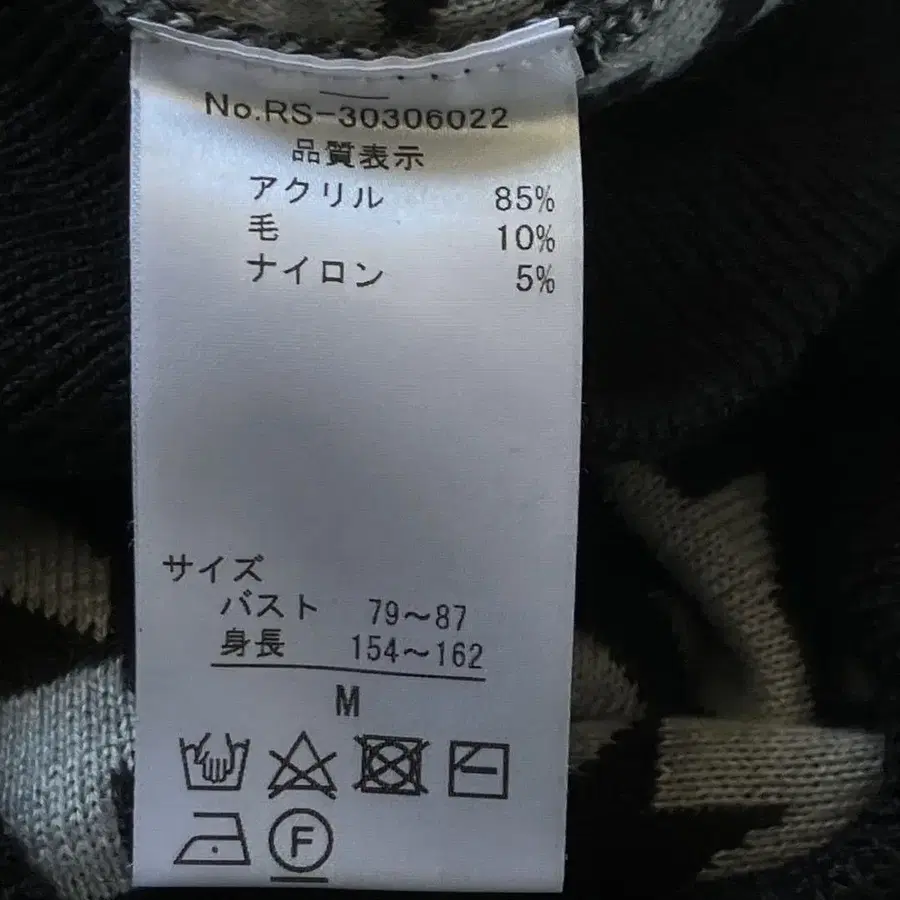 No.RS-30306022
品質表示
アクリル 85%
毛 10%
ナイロン 5%
サイズ
バスト 79～87
身長 154～162
M
F